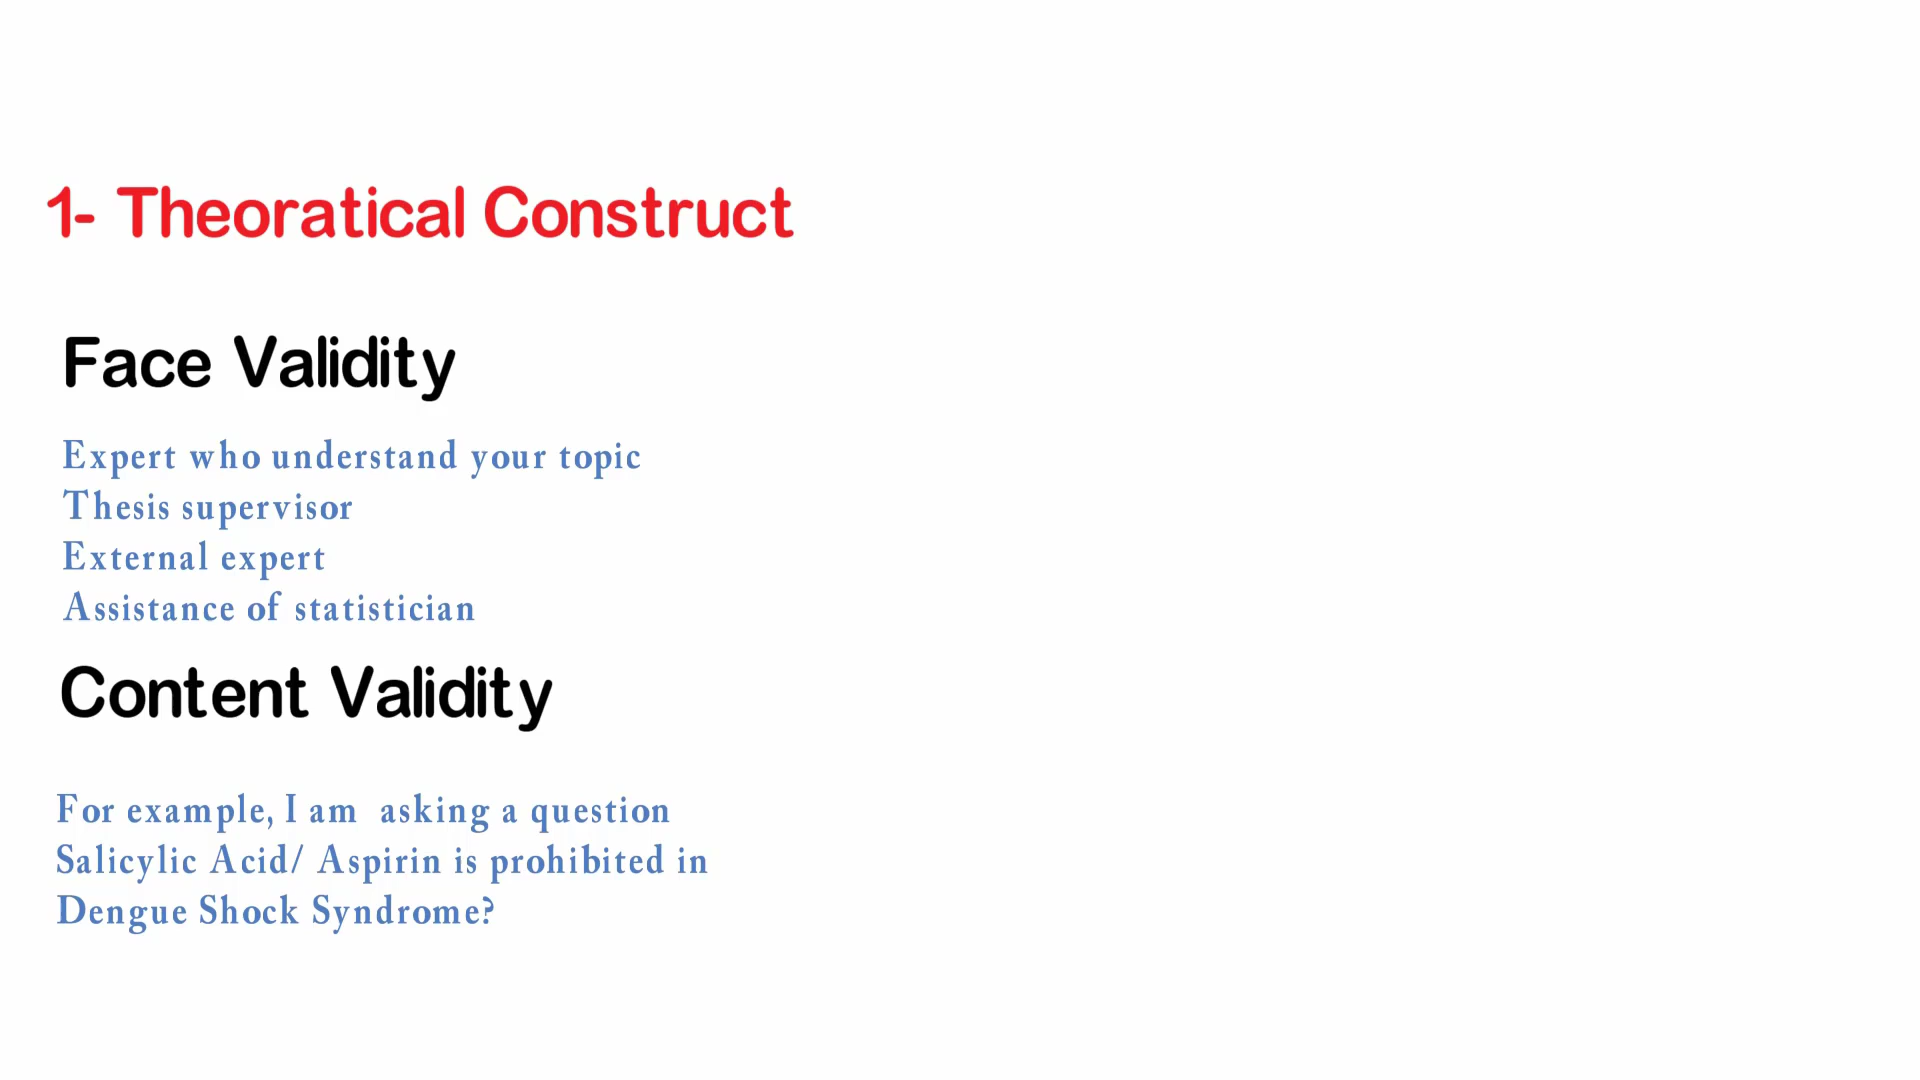 1- Theoratical Construct
Face Validity
Expert who understand your topic
Thesis supervisor
External expert
Assistance of statistician
Content Validity
For example, I am asking a question
Salicylic Acid/ Aspirin is prohibited in
Dengue Shock Syndrome?